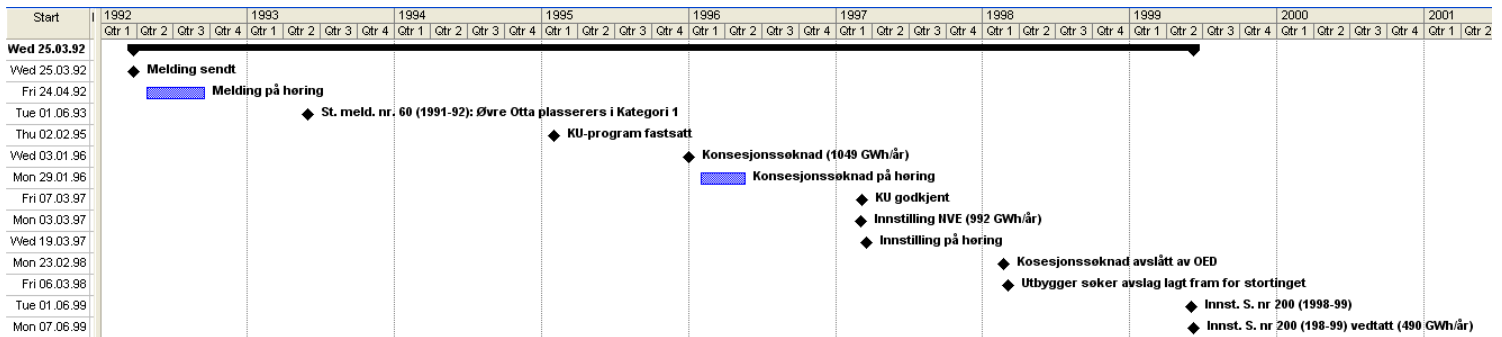 Start 1992 1993 1994 1995 1996 1997 1998 1999 2000 2001
Qtr 1 Qtr 2 Qtr 3 Qtr 4 Qtr 1 Qtr 2 Qtr 3 Qtr 4 Qtr 1 Qtr 2 Qtr 3 Qtr 4 Qtr 1 Qtr 2 Qtr 3 Qtr 4 Qtr 1 Qtr 2 Qtr 3 Qtr 4 Qtr 1 Qtr 2 Qtr 3 Qtr 4 Qtr 1 Qtr 2 Qtr 3 Qtr 4 Qtr 1 Qtr 2 Qtr 3 Qtr 4 Qtr 1 Qtr 2 Qtr 3 Qtr 4 Qtr 1 Qtr 2
Wed 25.03.92
Wed 25.03.92 Melding sendt
Fri 24.04.92 Melding på høring
Tue 01.06.93 St. meld. nr. 60 (1991-92): Øvre Otta plasserers i Kategori 1
Thu 02.02.95 KU-program fastsatt
Wed 03.01.96 Konsesjonssøknad (1049 GWh/år)
Mon 29.01.96 Konsesjonssøknad på høring
Fri 07.03.97 KU godkjent
Mon 03.03.97 Innstilling NVE (992 GWh/år)
Wed 19.03.97 Innstilling på høring
Mon 23.02.98 Kosesjonssøknad avslått av OED
Fri 06.03.98 Utbygger søker avslag lagt fram for stortinget
Tue 01.06.99 Innst. S. nr 200 (1998-99)
Mon 07.06.99 Innst. S. nr 200 (198-99) vedtatt (490 GWh/år)